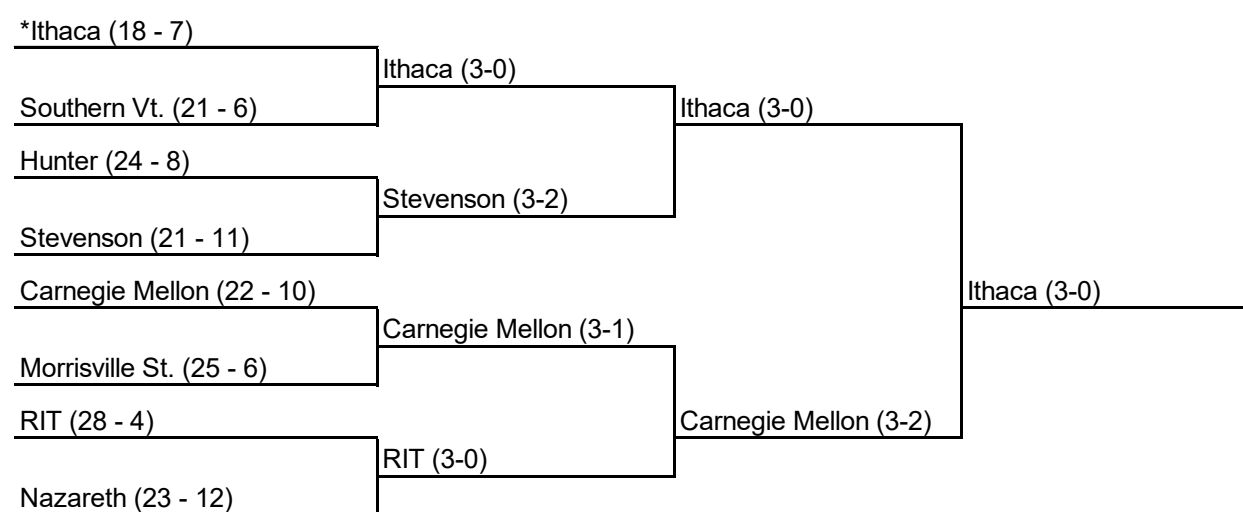 *Ithaca (18 - 7)
Ithaca (3-0)
Southern Vt. (21 - 6)
Ithaca (3-0)
Hunter (24 - 8)
Stevenson (3-2)
Stevenson (21 - 11)
Carnegie Mellon (22 - 10)
Ithaca (3-0)
Carnegie Mellon (3-1)
Morrisville St. (25 - 6)
RIT (28 - 4)
Carnegie Mellon (3-2)
RIT (3-0)
Nazareth (23 - 12)